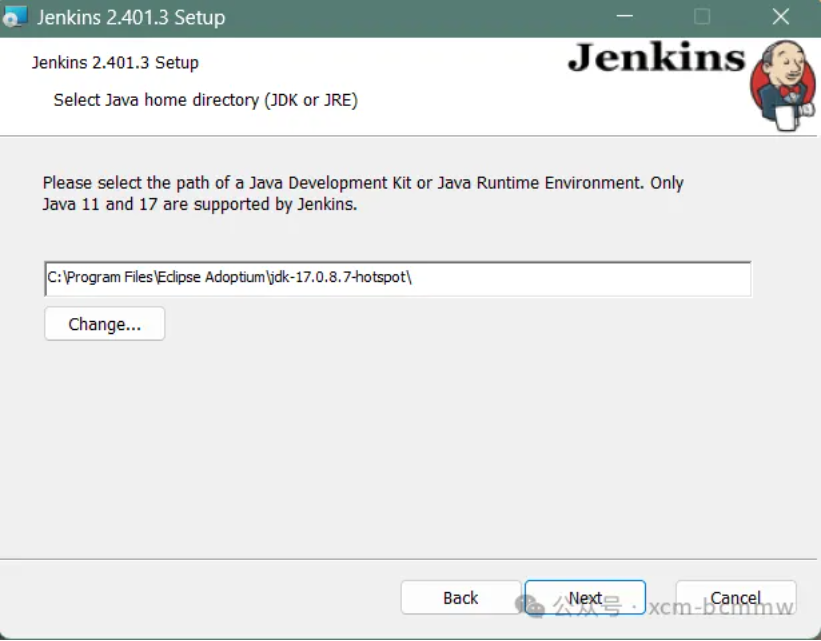 Jenkins 2.401.3 Setup
Jenkins 2.401.3 Setup
Jenkins
Select Java home directory (JDK or JRE)
Please select the path of a Java Development Kit or Java Runtime Environment. Only
Java 11 and 17 are supported by Jenkins.
C:\Program Files\Eclipse Adoptium\jdk-17.0.8.7-hotspot\
Change...
Back
Next
Cancel
公众号 · xcm-bcmmw